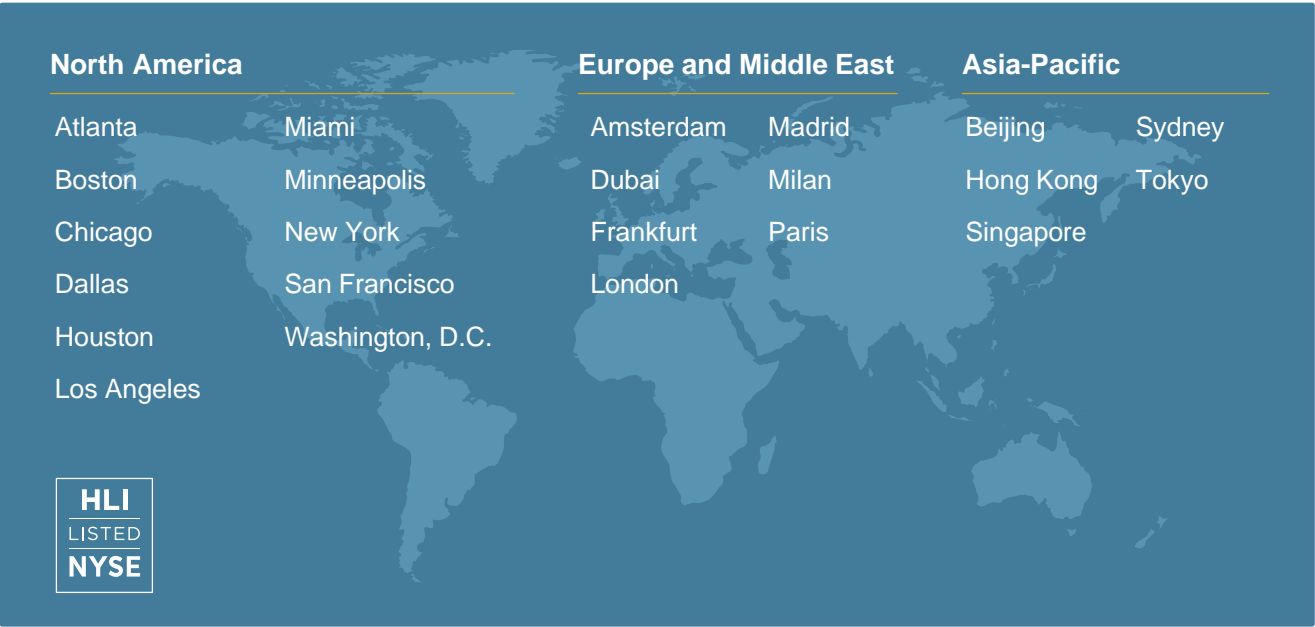 North America
Atlanta
Boston
Chicago
Dallas
Houston
Los Angeles
Miami
Minneapolis
New York
San Francisco
Washington, D.C.
Europe and Middle East
Amsterdam
Dubai
Frankfurt
London
Madrid
Milan
Paris
Asia-Pacific
Beijing
Hong Kong
Singapore
Sydney
Tokyo
HLI
LISTED
NYSE